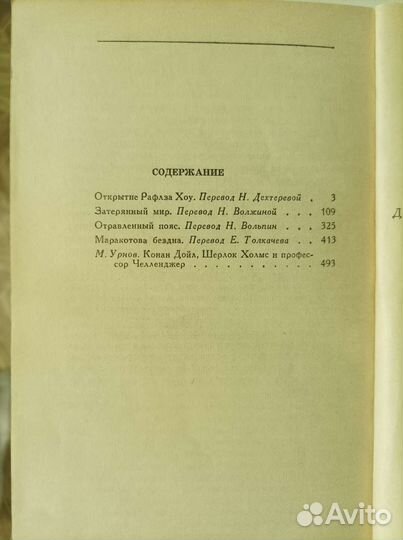 СОДЕРЖАНИЕ
Открытие Рафлза Хоу. Перевод Н. Дехтеревой . 3
Затерянный мир. Перевод Н. Волжиной . . . 109
Отравленный пояс. Перевод Н. Вольпин . . . 325
Маракотова бездна. Перевод Е. Толкачева . . 413
М. Урнов. Конан Дойл, Шерлок Холмс и профес-
сор Челленджер . . . . . . . . . . 493
Д
Avito